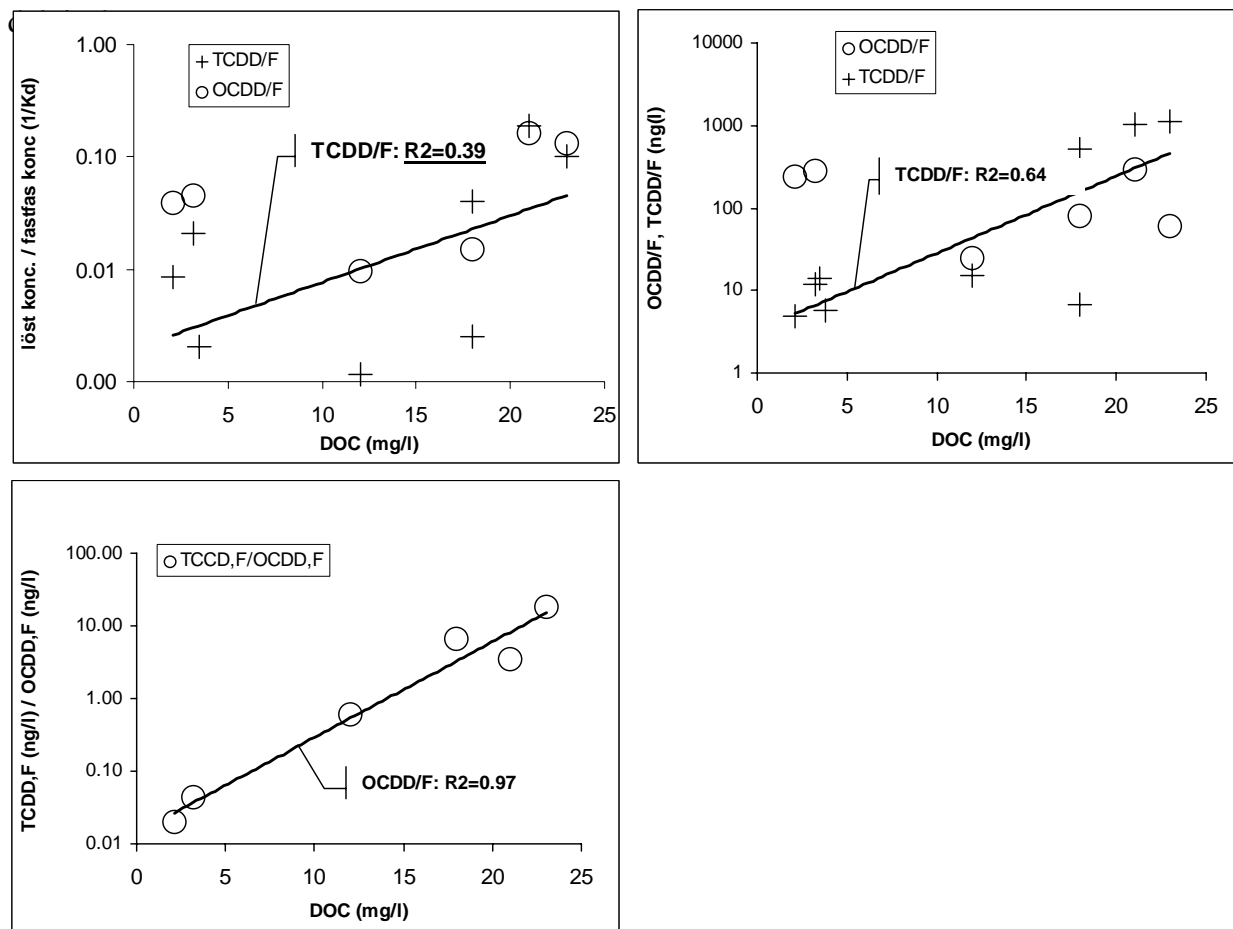 1.00
0.10
0.01
0.00
0
5
10
15
20
25
löst konc. / fastfas konc (1/Kd)
DOC (mg/l)
TCDD/F
OCDD/F
TCDD/F: R2=0.39
10000
1000
100
10
1
0
5
10
15
20
25
OCDD/F, TCDD/F (ng(l)
DOC (mg/l)
OCDD/F
TCDD/F
TCDD/F: R2=0.64
100.00
10.00
1.00
0.10
0.01
0
5
10
15
20
25
TCDD,F (ng/l) / OCDD,F (ng/l)
DOC (mg/l)
TCCD,F/OCDD,F
OCDD/F: R2=0.97